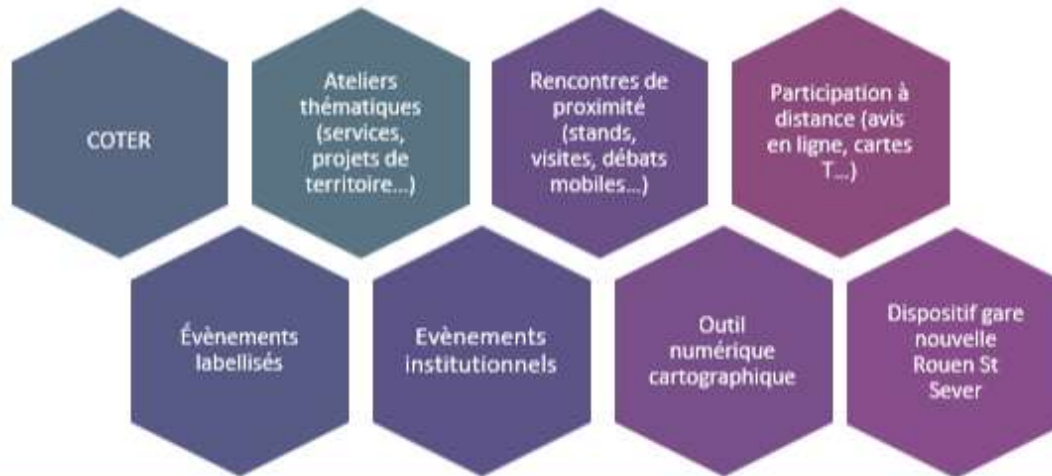 COTER
Ateliers
thématiques
(services,
projets de
territoire...)
Rencontres de
proximité
(stands,
visites, débats
mobiles...)
Participation à
distance (avis
en ligne, cartes
T...)
Évènements
labellisés
Evènements
institutionnels
Outil
numérique
cartographique
Dispositif gare
nouvelle
Rouen St
Sever